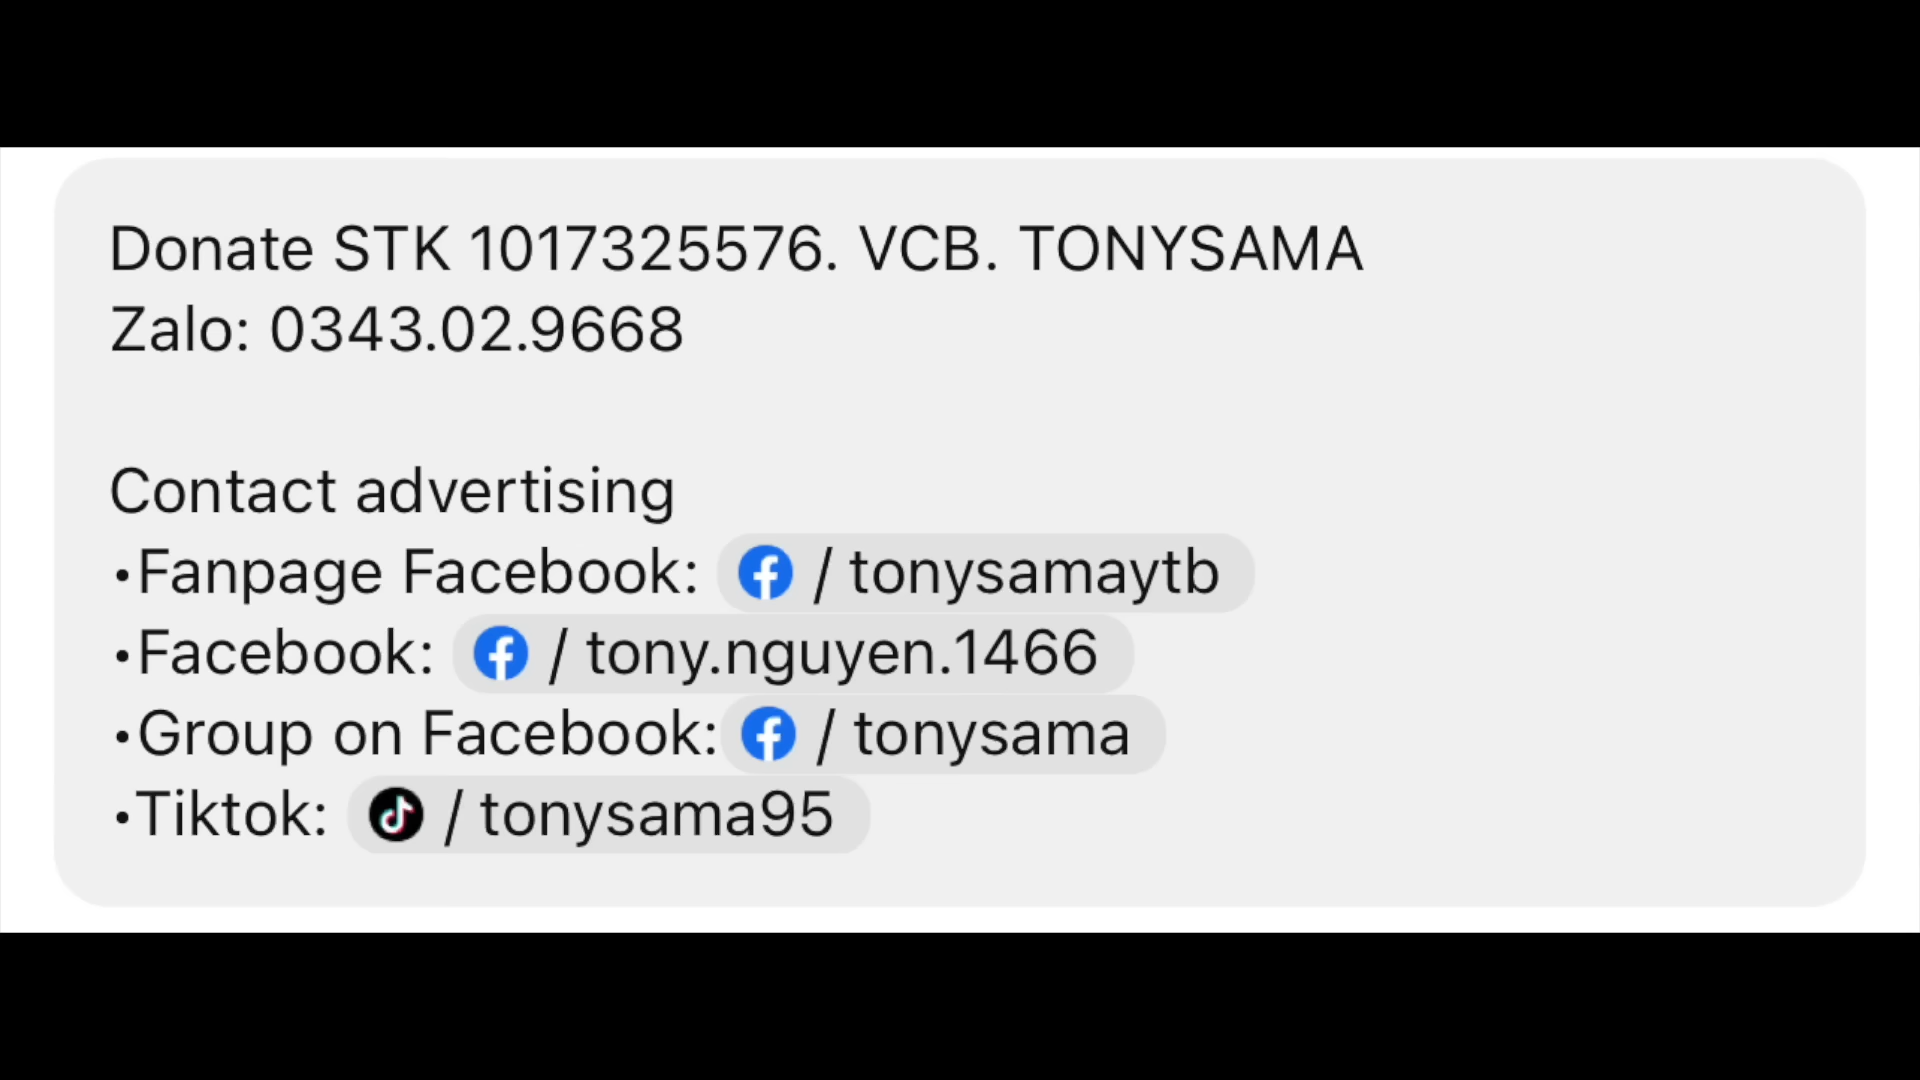 Donate STK 1017325576. VCB. TONYSAMA
Zalo: 0343.02.9668
Contact advertising
•Fanpage Facebook: / tonysamaytb
•Facebook: / tony.nguyen.1466
•Group on Facebook: / tonysama
•Tiktok: / tonysama95